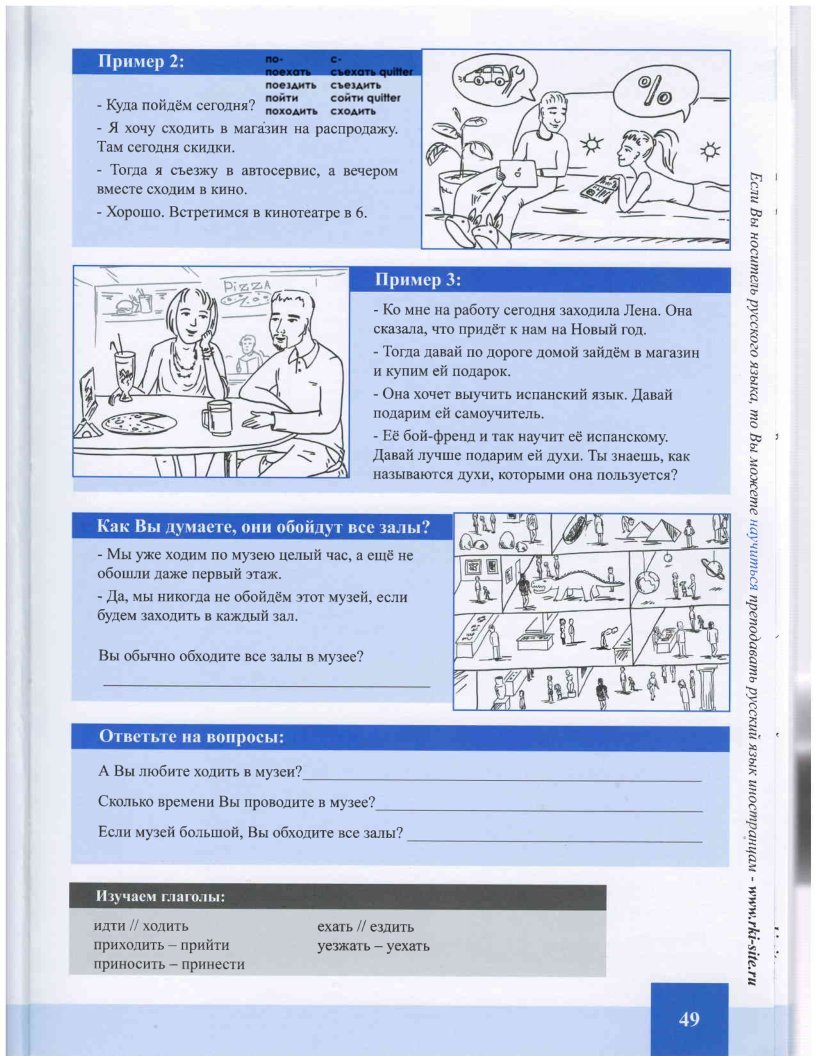 Пример 2:
по- с-
поехать съехать quitter
поездить съездить
пойти сойти quitter
походить сходить
- Куда пойдём сегодня?
- Я хочу сходить в магазин на распродажу.
Там сегодня скидки.
- Тогда я съезжу в автосервис, а вечером
вместе сходим в кино.
- Хорошо. Встретимся в кинотеатре в 6.
%
PIZZA
%
Пример 3:
- Ко мне на работу сегодня заходила Лена. Она
сказала, что придёт к нам на Новый год.
- Тогда давай по дороге домой зайдём в магазин
и купим ей подарок.
- Она хочет выучить испанский язык. Давай
подарим ей самоучитель.
- Её бой-френд и так научит её испанскому.
Давай лучше подарим ей духи. Ты знаешь, как
называются духи, которыми она пользуется?
Как Вы думаете, они обойдут все залы?
- Мы уже ходим по музею целый час, а ещё не
обошли даже первый этаж.
- Да, мы никогда не обойдём этот музей, если
будем заходить в каждый зал.
Вы обычно обходите все залы в музее?
Ответьте на вопросы:
А Вы любите ходить в музеи?
Сколько времени Вы проводите в музее?
Если музей большой, Вы обходите все залы?
Изучаем глаголы:
идти // ходить ехать // ездить
приходить – прийти уезжать – уехать
приносить – принести
Если Вы носитель русского языка, то Вы можете научиться преподавать русский язык иностранцам - www.rki-site.ru
49